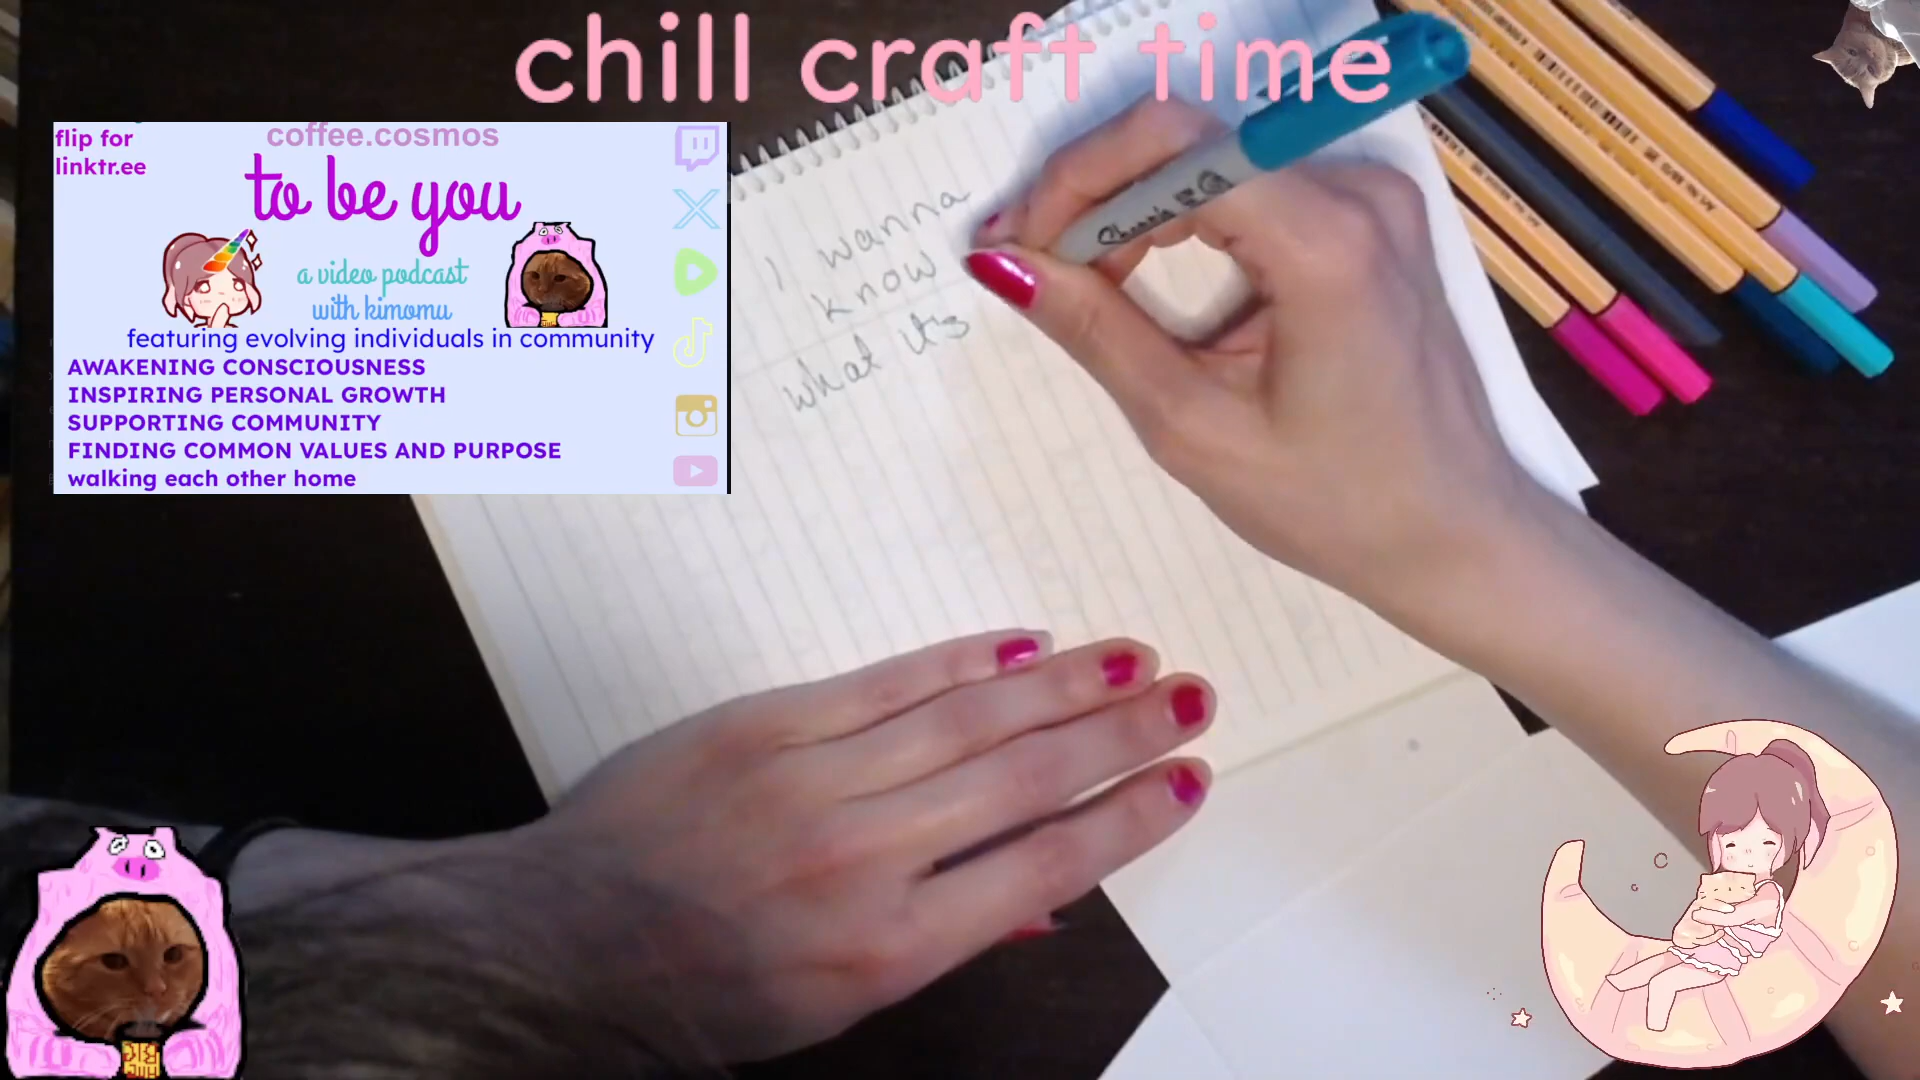 chill craft time
flip for
linktr.ee
coffee.cosmos
to be you
a video podcast
with kimomu
featuring evolving individuals in community
AWAKENING CONSCIOUSNESS
INSPIRING PERSONAL GROWTH
SUPPORTING COMMUNITY
FINDING COMMON VALUES AND PURPOSE
walking each other home
I wanna
know
what it's
Sharpie